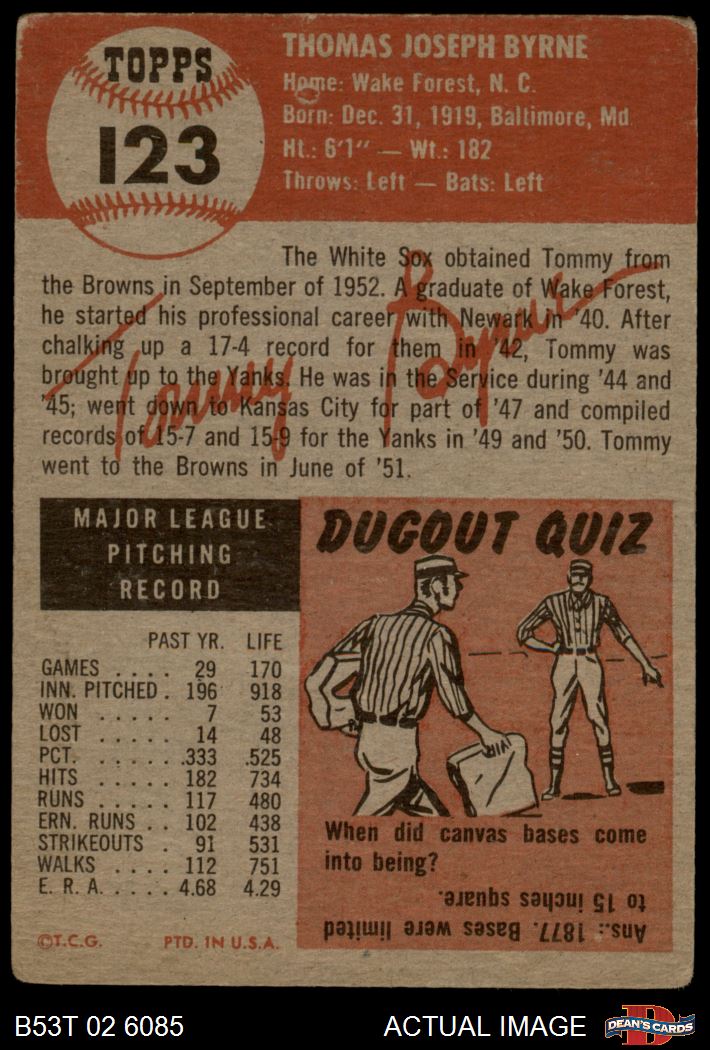 TOPPS
123
THOMAS JOSEPH BYRNE
Home: Wake Forest, N. C.
Born: Dec. 31, 1919, Baltimore, Md
Ht.: 6'1" — Wt.: 182
Throws: Left — Bats: Left
The White Sox obtained Tommy from
the Browns in September of 1952. A graduate of Wake Forest,
he started his professional career with Newark in '40. After
chalking up a 17-4 record for them in '42, Tommy was
brought up to the Yanks. He was in the Service during '44 and
'45; went down to Kansas City for part of '47 and compiled
records of 15-7 and 15-9 for the Yanks in '49 and '50. Tommy
went to the Browns in June of '51.
Tommy Byrne
MAJOR LEAGUE
PITCHING
RECORD
PAST YR. LIFE
GAMES . . . . 29 170
INN. PITCHED . 196 918
WON . . . . . 7 53
LOST . . . . . 14 48
PCT. . . . . . .333 .525
HITS . . . . . 182 734
RUNS . . . . . 117 480
ERN. RUNS . . 102 438
STRIKEOUTS . 91 531
WALKS . . . . 112 751
E. R. A. . . . . . 4.68 4.29
©T.C.G. PTD. IN U.S.A.
DUGOUT QUIZ
When did canvas bases come
into being?
Ans.: 1877. Bases were limited
to 15 inches square.
B53T 02 6085 ACTUAL IMAGE
D
DEAN'S CARDS